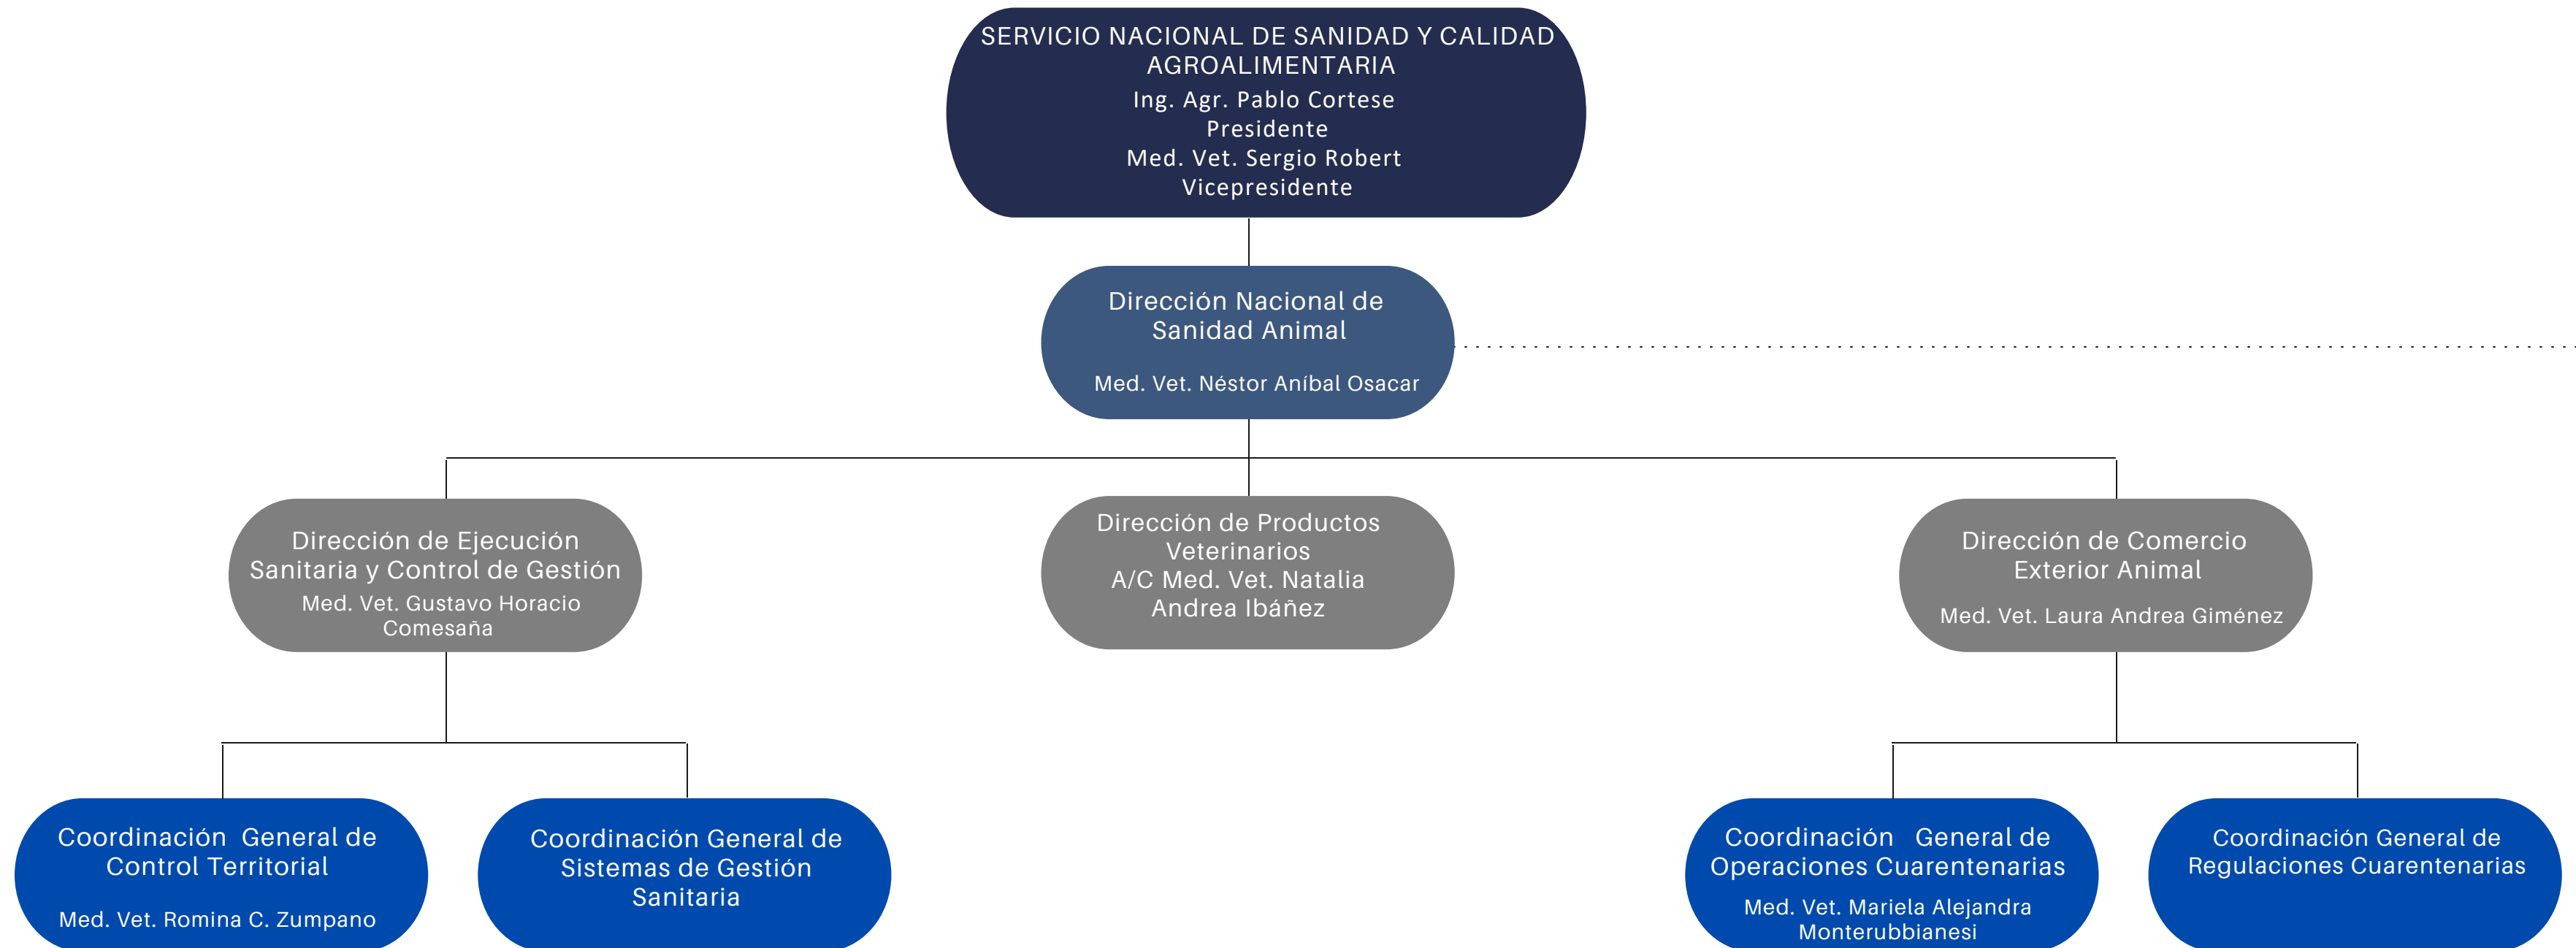 SERVICIO NACIONAL DE SANIDAD Y CALIDAD
AGROALIMENTARIA
Ing. Agr. Pablo Cortese
Presidente
Med. Vet. Sergio Robert
Vicepresidente
Dirección Nacional de
Sanidad Animal
Med. Vet. Néstor Aníbal Osacar
Dirección de Ejecución
Sanitaria y Control de Gestión
Med. Vet. Gustavo Horacio
Comesaña
Dirección de Productos
Veterinarios
A/C Med. Vet. Natalia
Andrea Ibáñez
Dirección de Comercio
Exterior Animal
Med. Vet. Laura Andrea Giménez
Coordinación General de
Control Territorial
Med. Vet. Romina C. Zumpano
Coordinación General de
Sistemas de Gestión
Sanitaria
Coordinación General de
Operaciones Cuarentenarias
Med. Vet. Mariela Alejandra
Monterubbianesi
Coordinación General de
Regulaciones Cuarentenarias